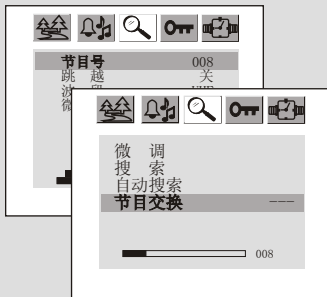 节目号 008
跳 越 关
微 调
搜 索
自动搜索
节目交换 ---
008